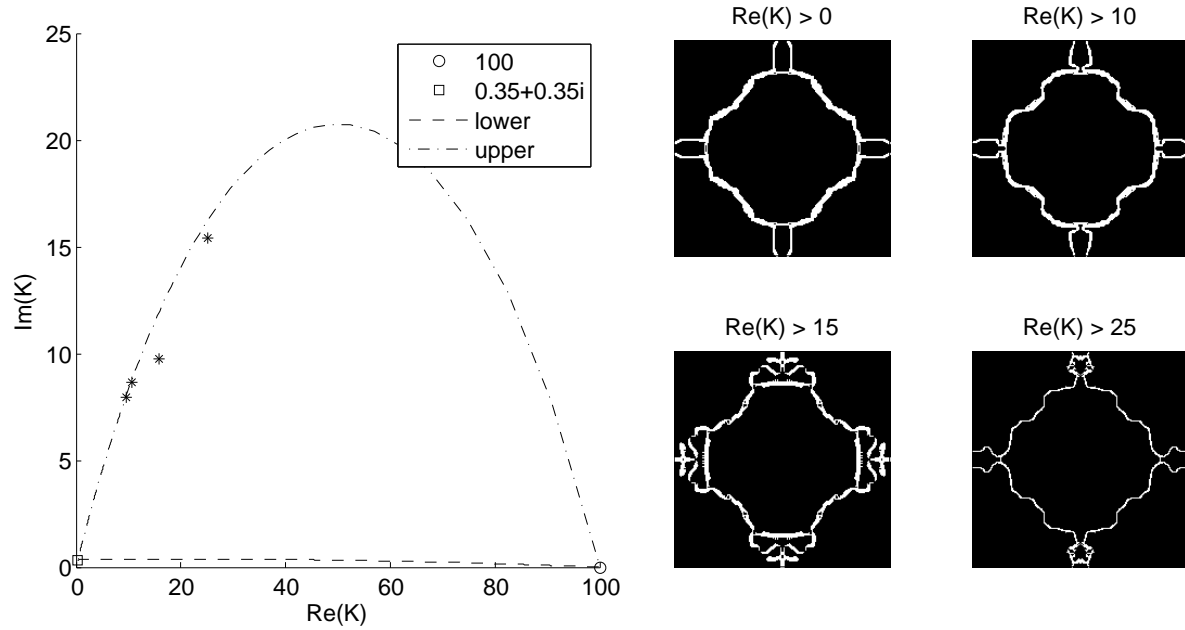 25
20
15
10
5
0
Im(K)
0 20 40 60 80 100
Re(K)
100
0.35+0.35i
lower
upper
Re(K) > 0
Re(K) > 10
Re(K) > 15
Re(K) > 25